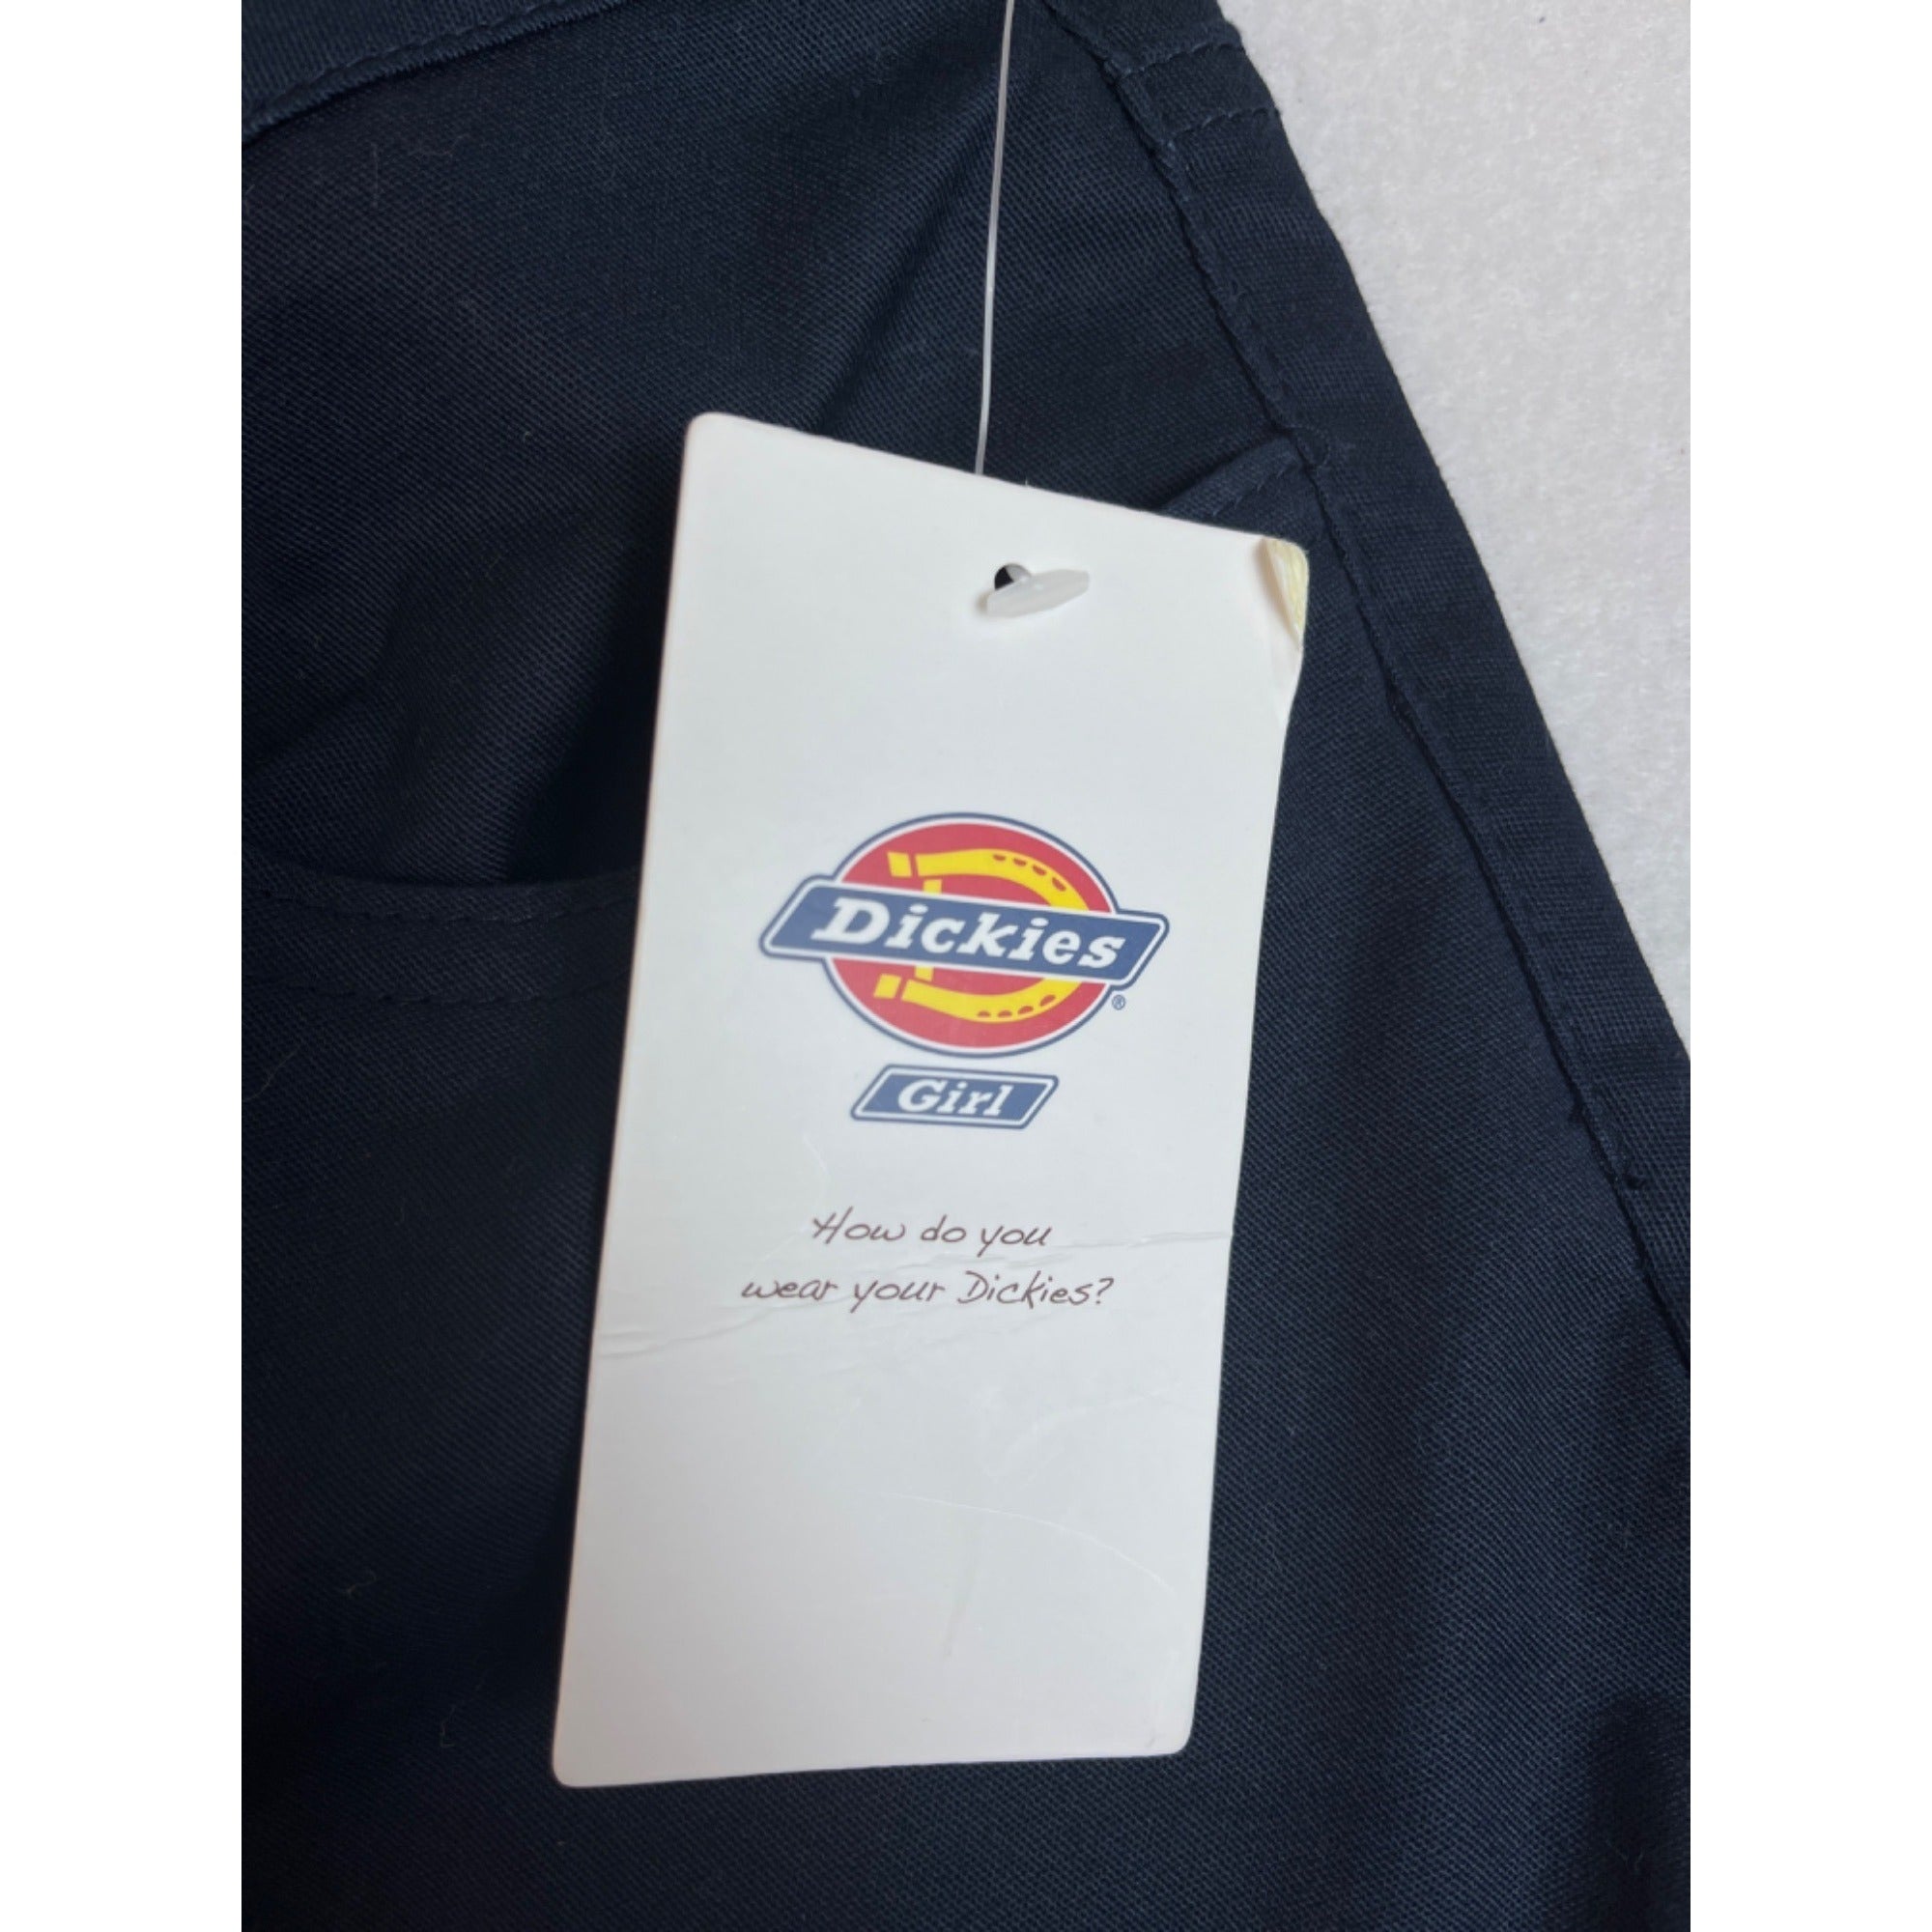 Dickies
®
Girl
How do you
wear your Dickies?